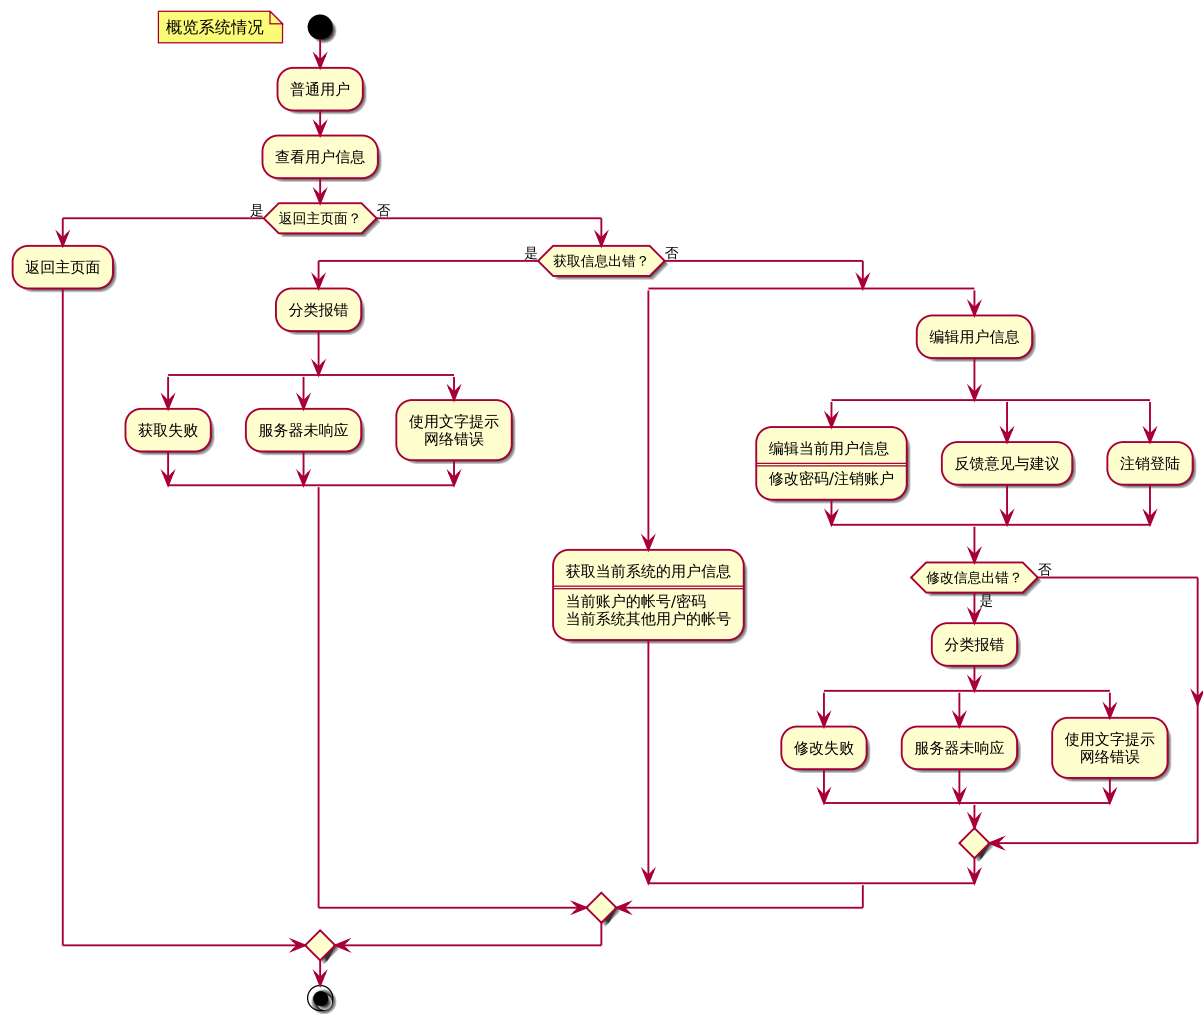 概览系统情况
普通用户
查看用户信息
返回主页面？
是
否
返回主页面
获取信息出错？
是
否
分类报错
获取失败
服务器未响应
使用文字提示
网络错误
获取当前系统的用户信息
当前账户的帐号/密码
当前系统其他用户的帐号
编辑用户信息
编辑当前用户信息
修改密码/注销账户
反馈意见与建议
注销登陆
修改信息出错？
否
是
分类报错
修改失败
服务器未响应
使用文字提示
网络错误